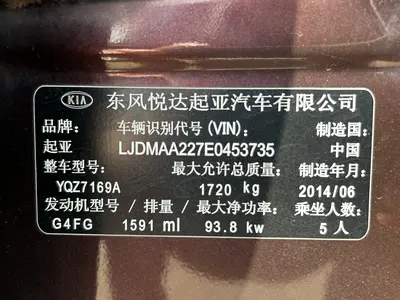 KIA 东风悦达起亚汽车有限公司
品牌: 车辆识别代号(VIN): 制造国:
起亚 LJDMAA227E0453735 中国
整车型号: 最大允许总质量: 制造年月:
YQZ7169A 1720 kg 2014/06
发动机型号 / 排量 / 最大净功率: 乘坐人数:
G4FG 1591 ml 93.8 kw 5 人